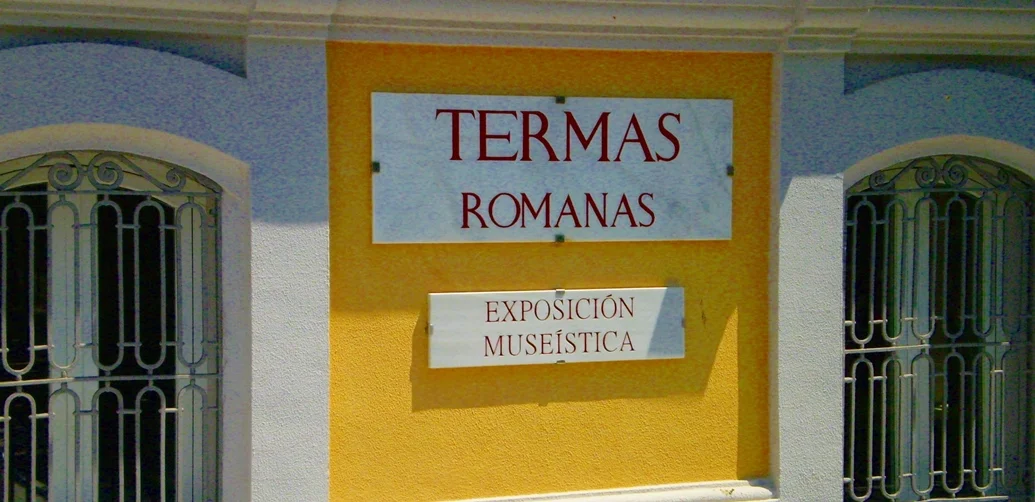 TERMAS
ROMANAS
EXPOSICIÓN
MUSEÍSTICA